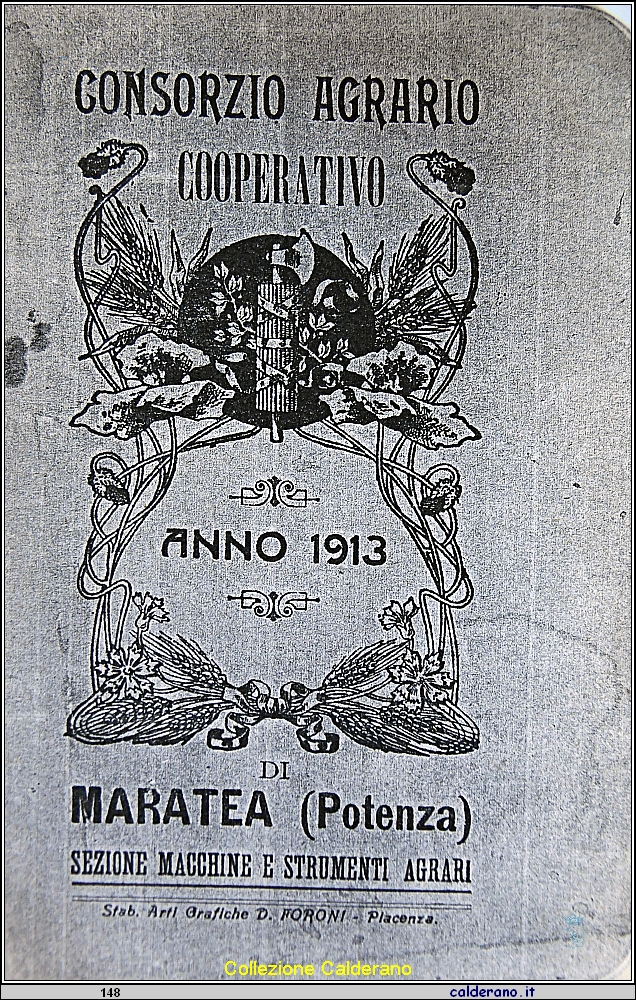 CONSORZIO AGRARIO
COOPERATIVO
ANNO 1913
DI
MARATEA (Potenza)
SEZIONE MACCHINE E STRUMENTI AGRARI
Stab. Arti Grafiche D. FORONI - Piacenza.
Collezione Calderano
148 calderano.it